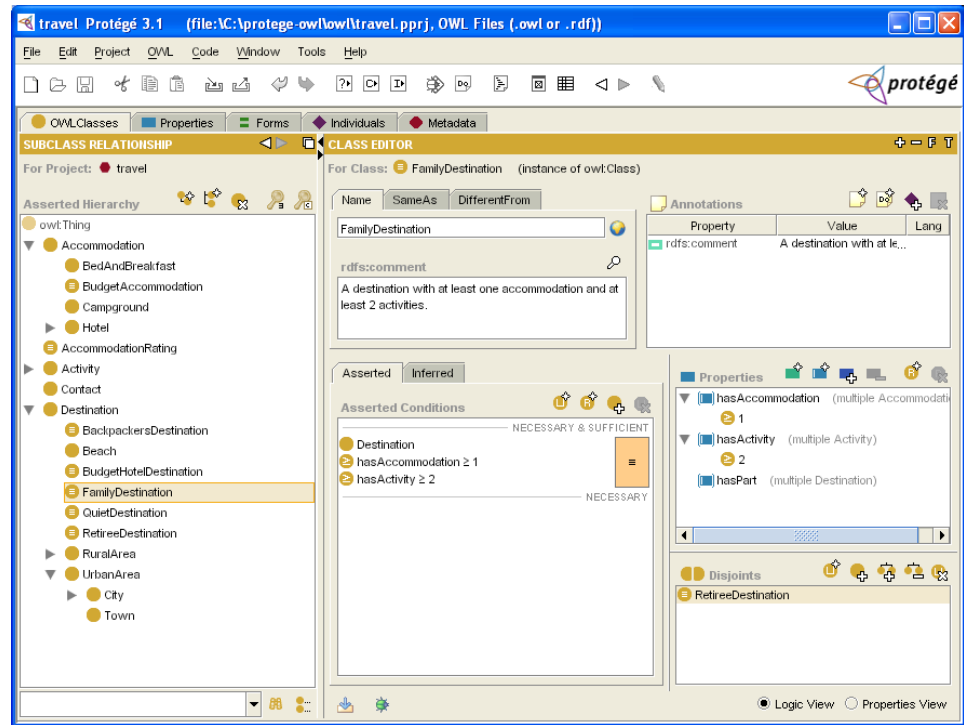 travel Protégé 3.1 (file:\C:\protege-owl\owl\travel.pprj, OWL Files (.owl or .rdf))
File Edit Project OWL Code Window Tools Help
protégé
OWLClasses Properties Forms Individuals Metadata
SUBCLASS RELATIONSHIP
For Project: travel
Asserted Hierarchy
owl:Thing
Accommodation
BedAndBreakfast
BudgetAccommodation
Campground
Hotel
AccommodationRating
Activity
Contact
Destination
BackpackersDestination
Beach
BudgetHotelDestination
FamilyDestination
QuietDestination
RetireeDestination
RuralArea
UrbanArea
City
Town
CLASS EDITOR
F T
For Class: FamilyDestination (instance of owl:Class)
Name SameAs DifferentFrom
FamilyDestination
rdfs:comment
A destination with at least one accommodation and at
least 2 activities.
Annotations
Property Value Lang
rdfs:comment A destination with at le...
Asserted Inferred
Asserted Conditions
NECESSARY & SUFFICIENT
Destination
hasAccommodation ≥ 1
hasActivity ≥ 2
≡
NECESSARY
Properties
hasAccommodation (multiple Accommodati
≥ 1
hasActivity (multiple Activity)
≥ 2
hasPart (multiple Destination)
Disjoints
RetireeDestination
Logic View Properties View